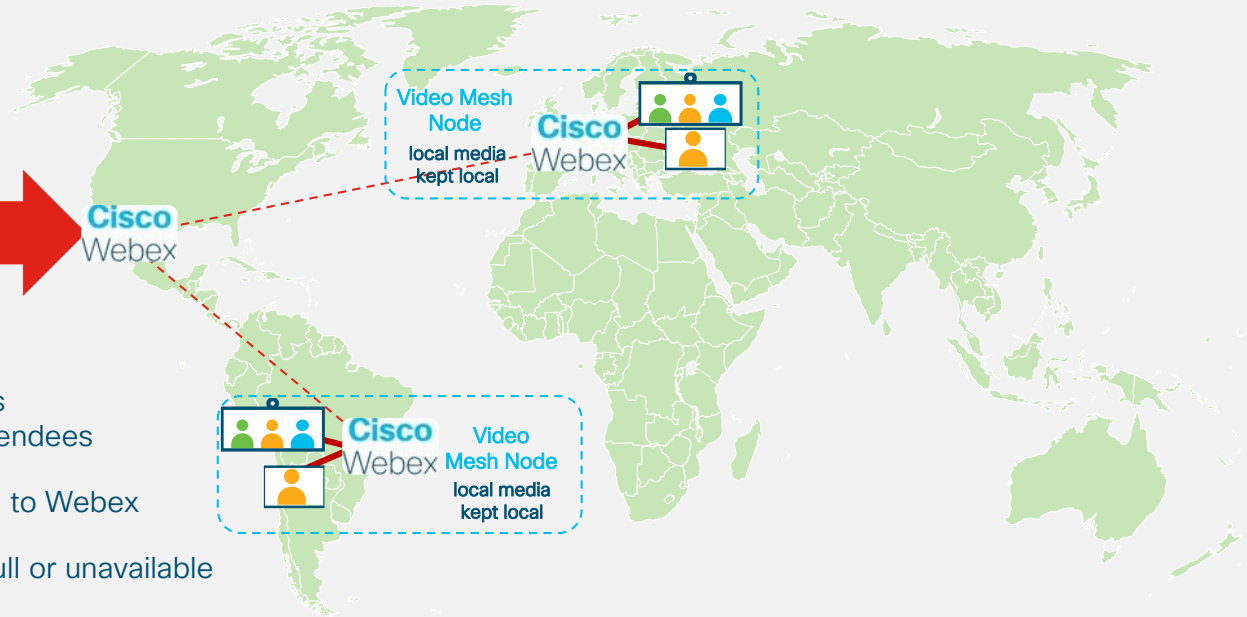 Video Mesh
Node
local media
kept local
Cisco
Webex
Cisco
Webex
Cisco
Webex
Video
Mesh Node
local media
kept local
endees
to Webex
ull or unavailable